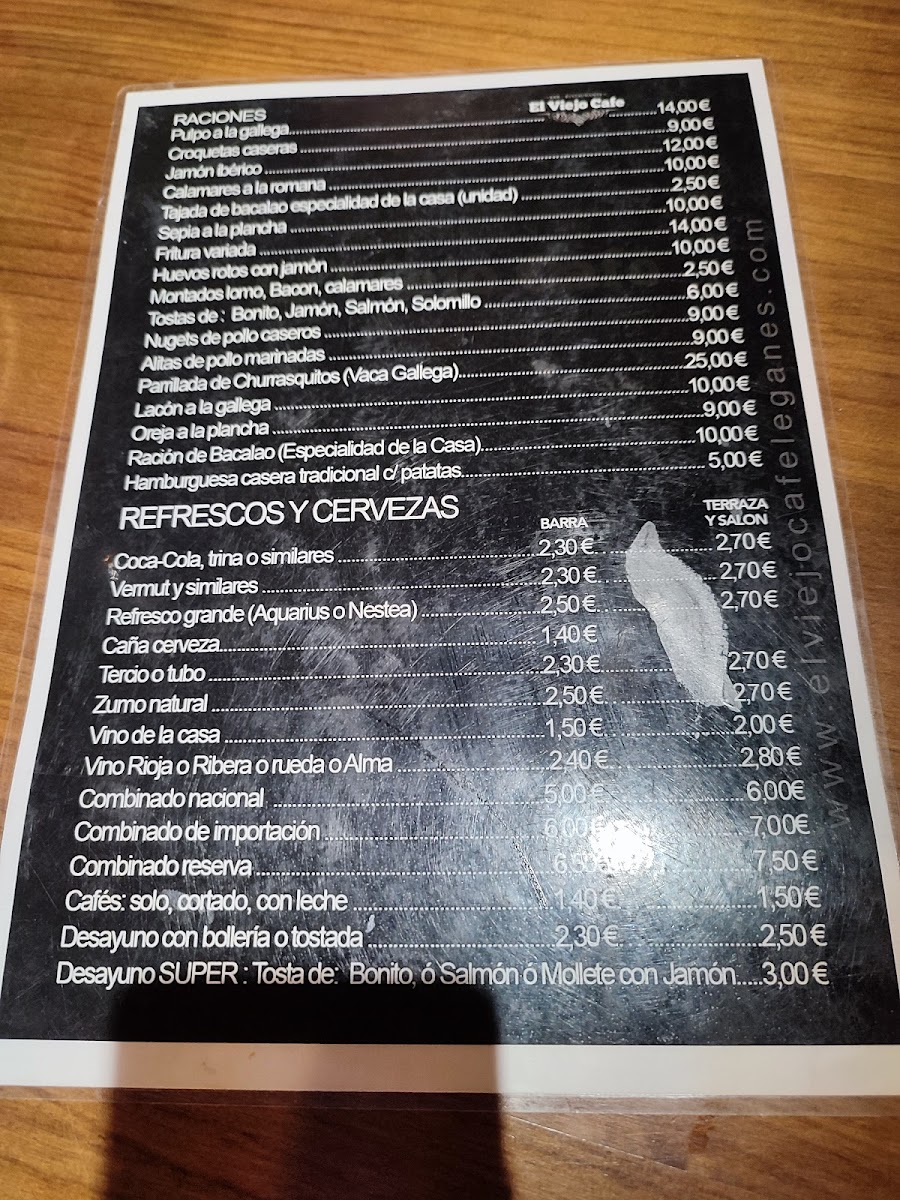 El Viejo Cafe
RACIONES
Pulpo a la gallega 14,00 €
Croquetas caseras 9,00 €
Jamón ibérico 12,00 €
Calamares a la romana 10,00 €
Tajada de bacalao especialidad de la casa (unidad) 2,50 €
Sepia a la plancha 10,00 €
Fritura variada 14,00 €
Huevos rotos con jamón 10,00 €
Montados lomo, Bacon, calamares 2,50 €
Tostas de : Bonito, Jamón, Salmón, Solomillo 6,00 €
Nugets de pollo caseros 9,00 €
Alitas de pollo marinadas 9,00 €
Parrillada de Churrasquitos (Vaca Gallega) 25,00 €
Lacón a la gallega 10,00 €
Oreja a la plancha 9,00 €
Ración de Bacalao (Especialidad de la Casa) 10,00 €
Hamburguesa casera tradicional c/ patatas 5,00 €
REFRESCOS Y CERVEZAS
BARRA
TERRAZA
Y SALON
Coca-Cola, trina o similares 2,30 € 2,70 €
Vermut y similares 2,30 € 2,70 €
Refresco grande (Aquarius o Nestea) 2,50 € 2,70 €
Caña cerveza 1,40 €
Tercio o tubo 2,30 € 2,70 €
Zumo natural 2,50 € 2,70 €
Vino de la casa 1,50 € 2,00 €
Vino Rioja o Ribera o rueda o Alma 2,40 € 2,80 €
Combinado nacional 5,00 € 6,00€
Combinado de importación 6,00 € 7,00€
Combinado reserva 6,50 € 7,50 €
Cafés: solo, cortado, con leche 1,40 € 1,50 €
Desayuno con bollería o tostada 2,30 € 2,50 €
Desayuno SUPER : Tosta de: Bonito, ó Salmón ó Mollete con Jamón 3,00 €
www.elviejocafeleganes.com